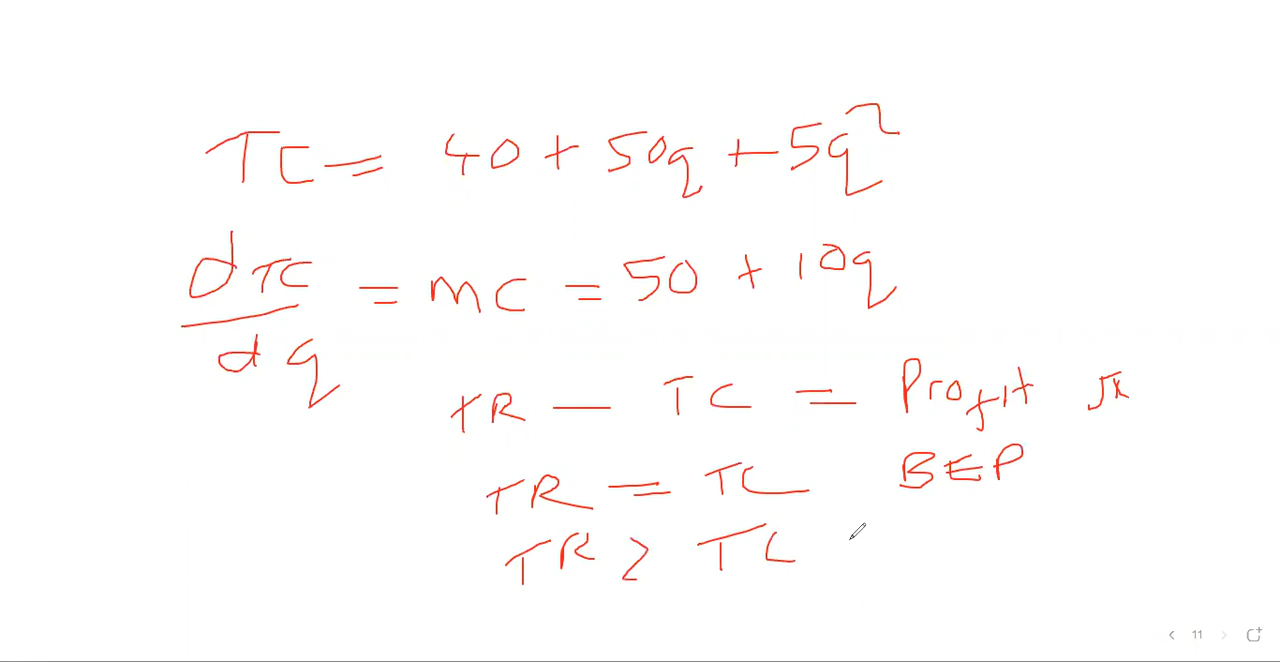 TC = 40 + 50q + 5q²
dTC/dq = mC = 50 + 10q
TR — TC = Profit π
TR = TC BEP
TR > TC
11